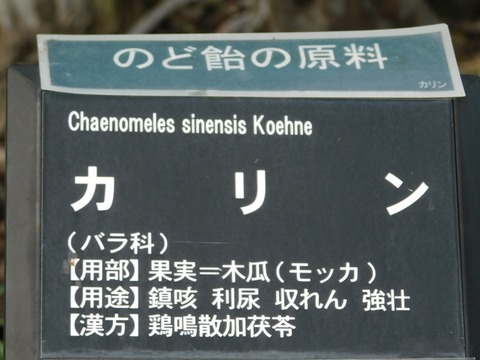 のど飴の原料
カリン
Chaenomeles sinensis Koehne
カリン
(バラ科)
【用部】果実=木瓜(モッカ)
【用途】鎮咳 利尿 収れん 強壮
【漢方】鶏鳴散加茯苓